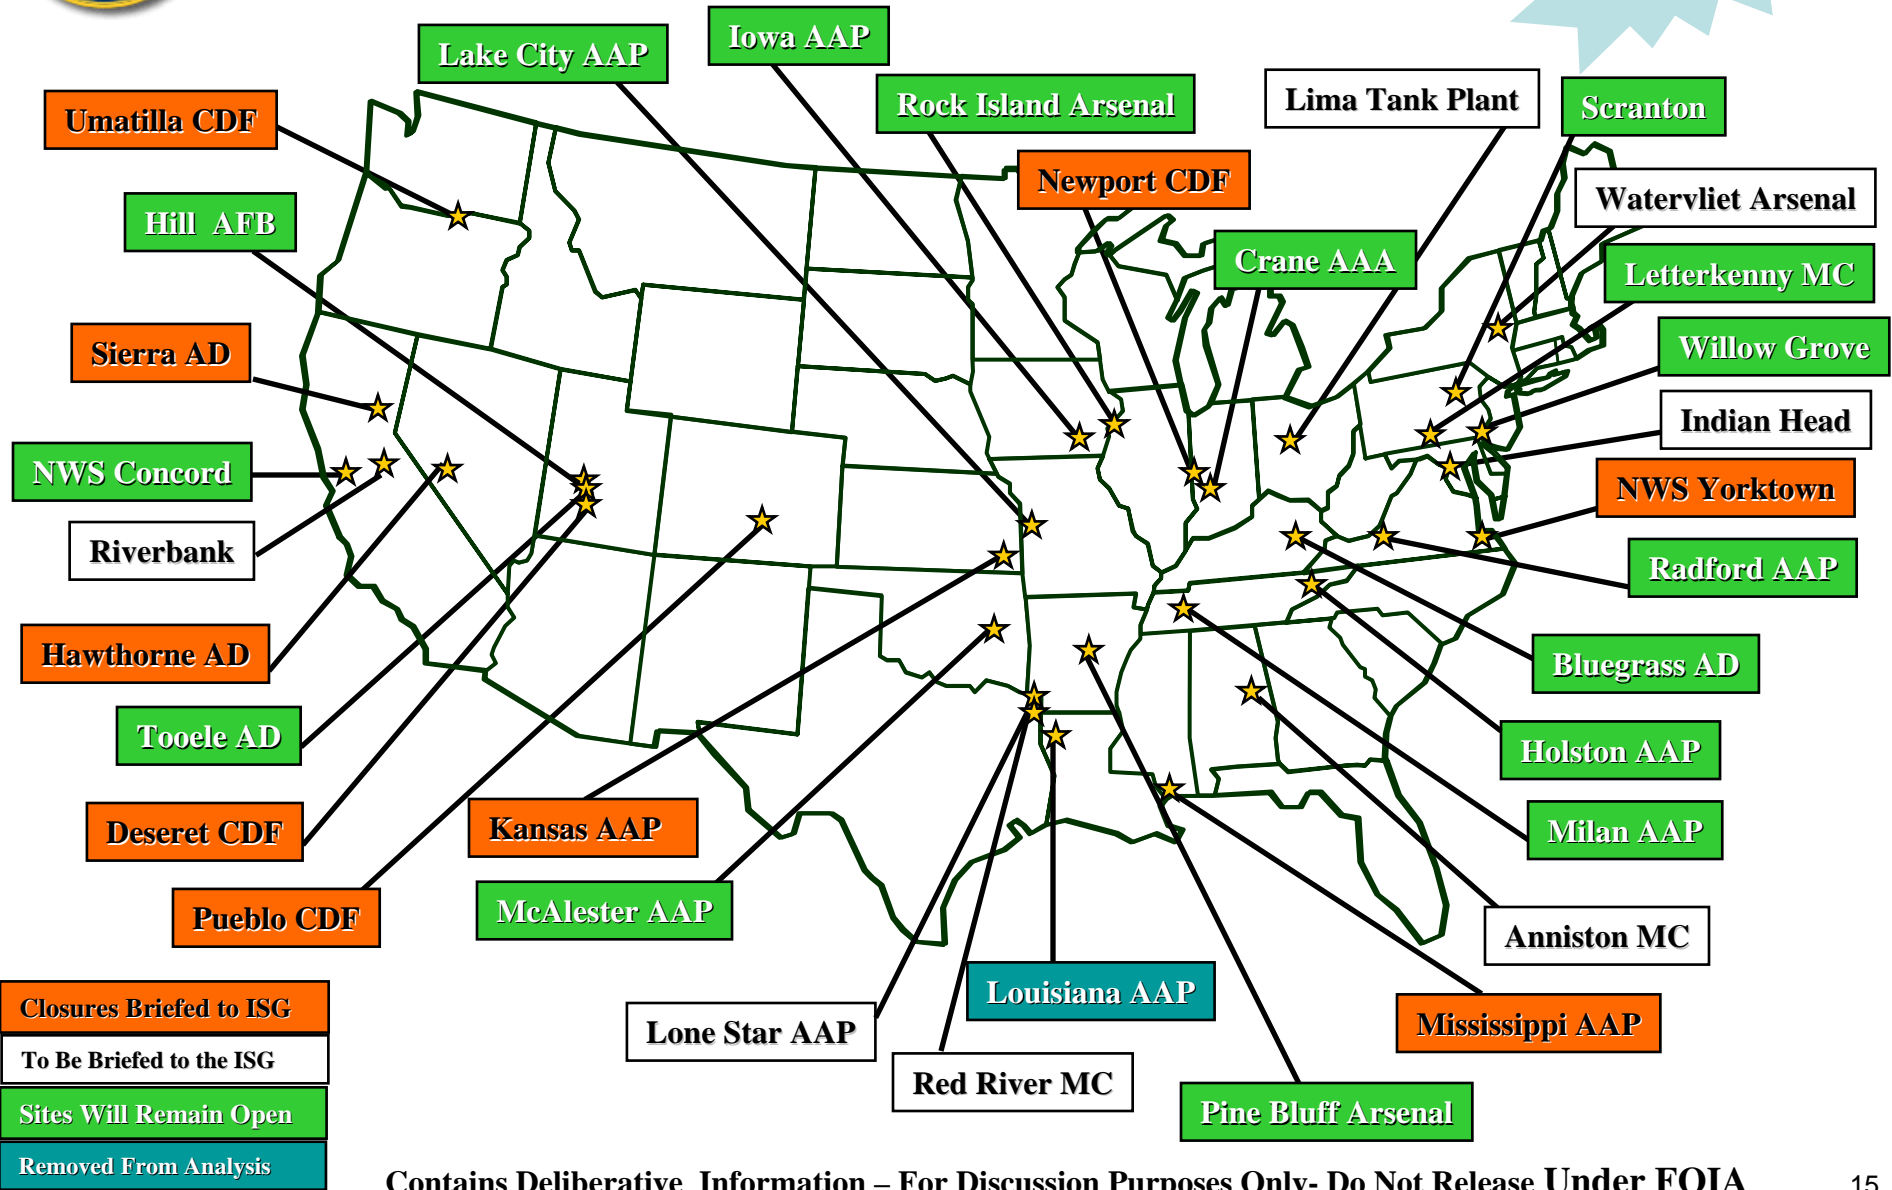 Lake City AAP
Iowa AAP
Rock Island Arsenal
Lima Tank Plant
Scranton
Umatilla CDF
Newport CDF
Watervliet Arsenal
Hill AFB
Crane AAA
Letterkenny MC
Sierra AD
Willow Grove
Indian Head
NWS Concord
NWS Yorktown
Riverbank
Radford AAP
Hawthorne AD
Bluegrass AD
Tooele AD
Holston AAP
Deseret CDF
Kansas AAP
Milan AAP
Pueblo CDF
McAlester AAP
Anniston MC
Louisiana AAP
Lone Star AAP
Mississippi AAP
Red River MC
Pine Bluff Arsenal
Closures Briefed to ISG
To Be Briefed to the ISG
Sites Will Remain Open
Removed From Analysis
Contains Deliberative Information – For Discussion Purposes Only- Do Not Release Under FOIA
15